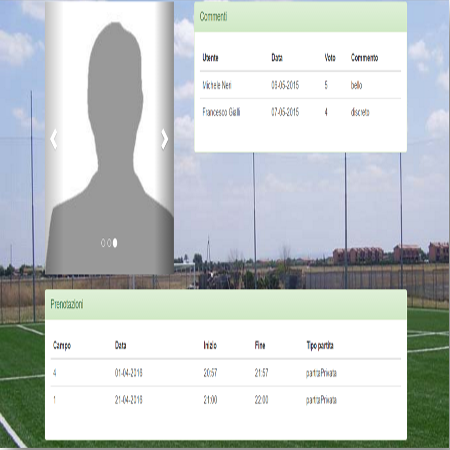 Commenti
Utente Data Voto Commento
Michele Neri 06-05-2015 5 bello
Francesco Gialli 07-05-2015 4 discreto
Prenotazioni
Campo Data Inizio Fine Tipo partita
4 01-04-2016 20:57 21:57 partitaPrivata
1 21-04-2016 21:00 22:00 partitaPrivata